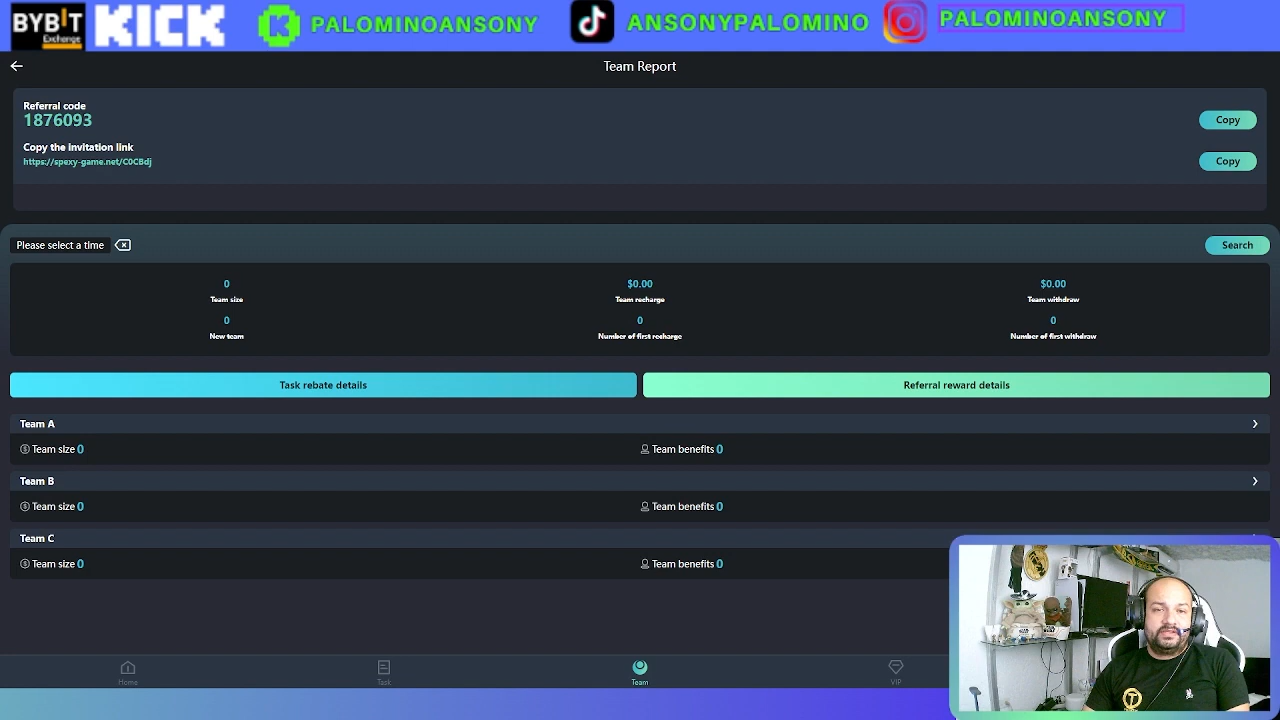 BYBIT
Exchange
KICK
PALOMINOANSONY
ANSONYPALOMINO
PALOMINOANSONY
Team Report
Referral code
1876093
Copy
Copy the invitation link
https://spexy-game.net/C0CBdj
Copy
Please select a time
Search
0
$0.00
$0.00
Team size
Team recharge
Team withdraw
0
0
0
New team
Number of first recharge
Number of first withdraw
Task rebate details
Referral reward details
Team A
Team size 0
Team benefits 0
Team B
Team size 0
Team benefits 0
Team C
Team size 0
Team benefits 0
Home
Task
Team
VIP